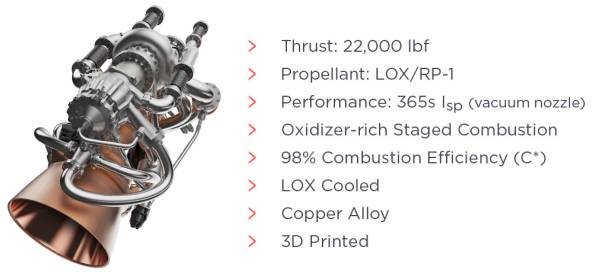 > Thrust: 22,000 lbf
> Propellant: LOX/RP-1
> Performance: 365s Isp (vacuum nozzle)
> Oxidizer-rich Staged Combustion
> 98% Combustion Efficiency (C*)
> LOX Cooled
> Copper Alloy
> 3D Printed